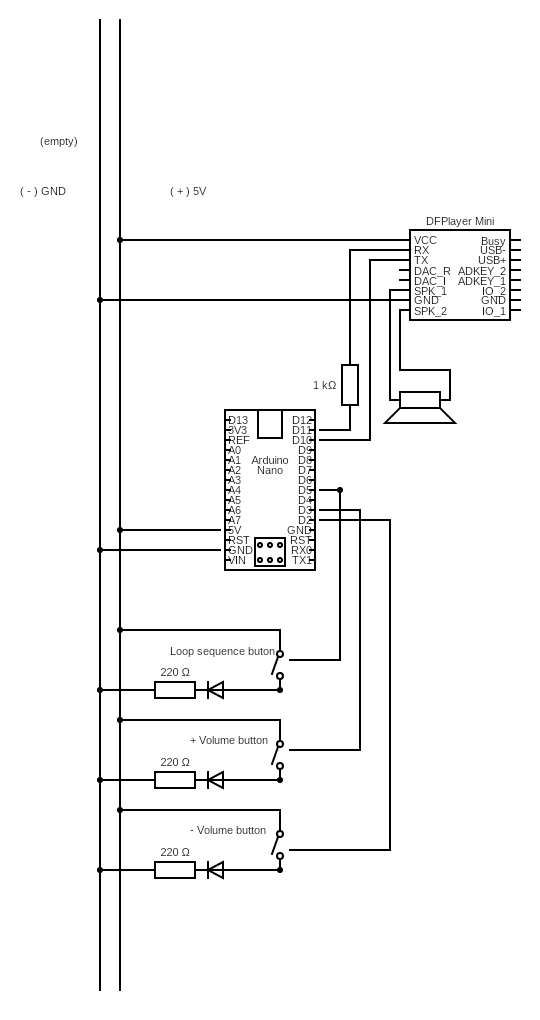 (empty)
( - ) GND
( + ) 5V
DFPlayer Mini
VCC
RX
TX
DAC_R
DAC_I
SPK_1
GND
SPK_2
Busy
USB-
USB+
ADKEY_2
ADKEY_1
IO_2
GND
IO_1
1 kΩ
D13
3V3
REF
A0
A1
A2
A3
A4
A5
A6
A7
5V
RST
GND
VIN
Arduino
Nano
D12
D11
D10
D9
D8
D7
D6
D5
D4
D3
D2
GND
RST
RX0
TX1
Loop sequence buton
220 Ω
+ Volume button
220 Ω
- Volume button
220 Ω